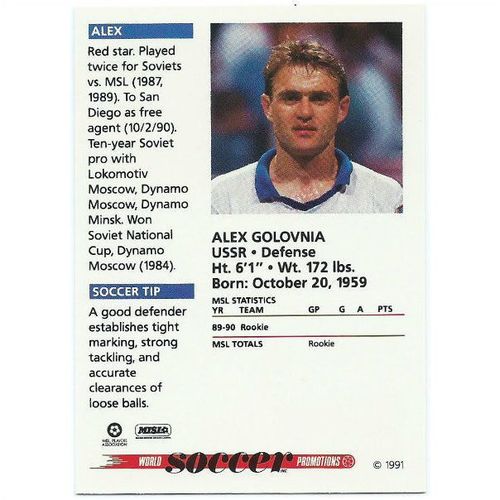 ALEX
Red star. Played
twice for Soviets
vs. MSL (1987,
1989). To San
Diego as free
agent (10/2/90).
Ten-year Soviet
pro with
Lokomotiv
Moscow, Dynamo
Moscow, Dynamo
Minsk. Won
Soviet National
Cup, Dynamo
Moscow (1984).
SOCCER TIP
A good defender
establishes tight
marking, strong
tackling, and
accurate
clearances of
loose balls.
ALEX GOLOVNIA
USSR • Defense
Ht. 6'1" • Wt. 172 lbs.
Born: October 20, 1959
MSL STATISTICS
YR TEAM GP G A PTS
89-90 Rookie
MSL TOTALS Rookie
MSL PLAYERS
ASSOCIATION
WORLD soccer PROMOTIONS INC
© 1991